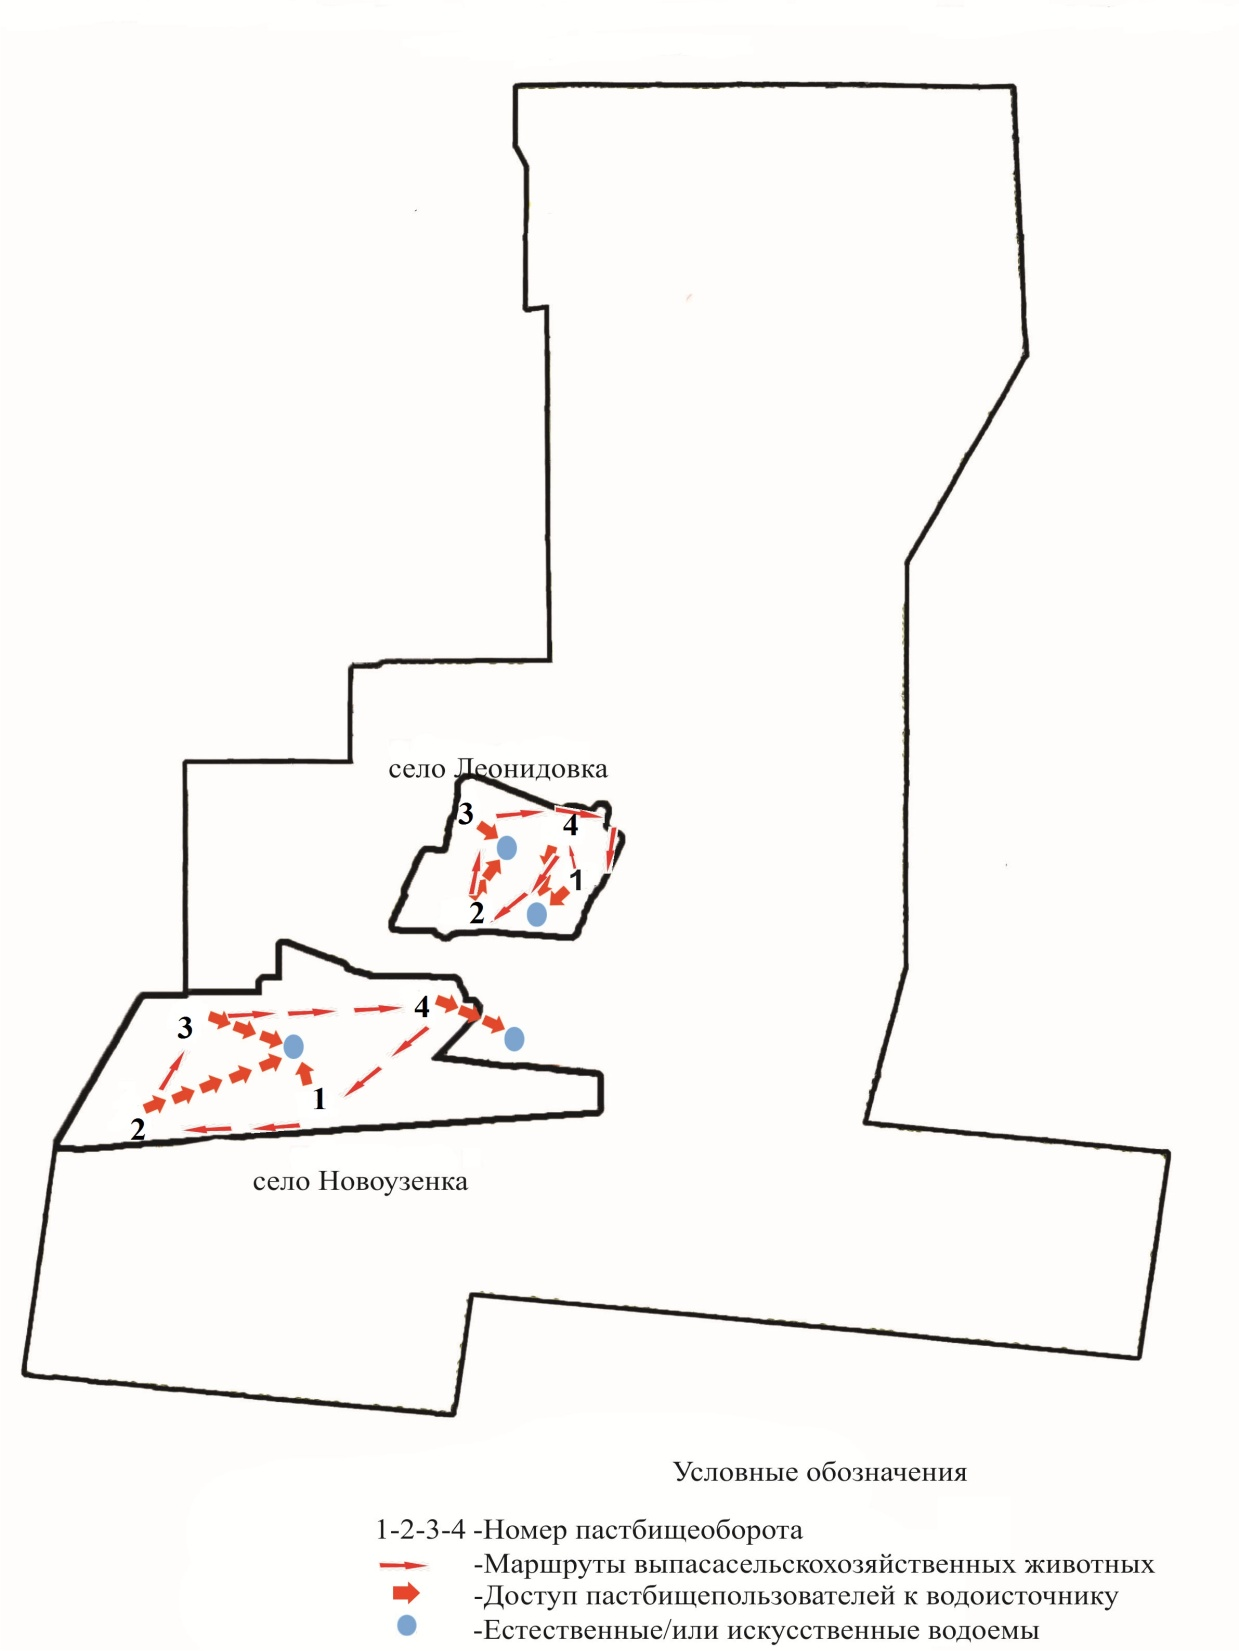 село Леонидовка
3
4
1
2
4
3
1
2
село Новоузенка
Условные обозначения
1-2-3-4 -Номер пастбищеоборота
-Маршруты выпасасельскохозяйственных животных
-Доступ пастбищепользователей к водоисточнику
-Естественные/или искусственные водоемы